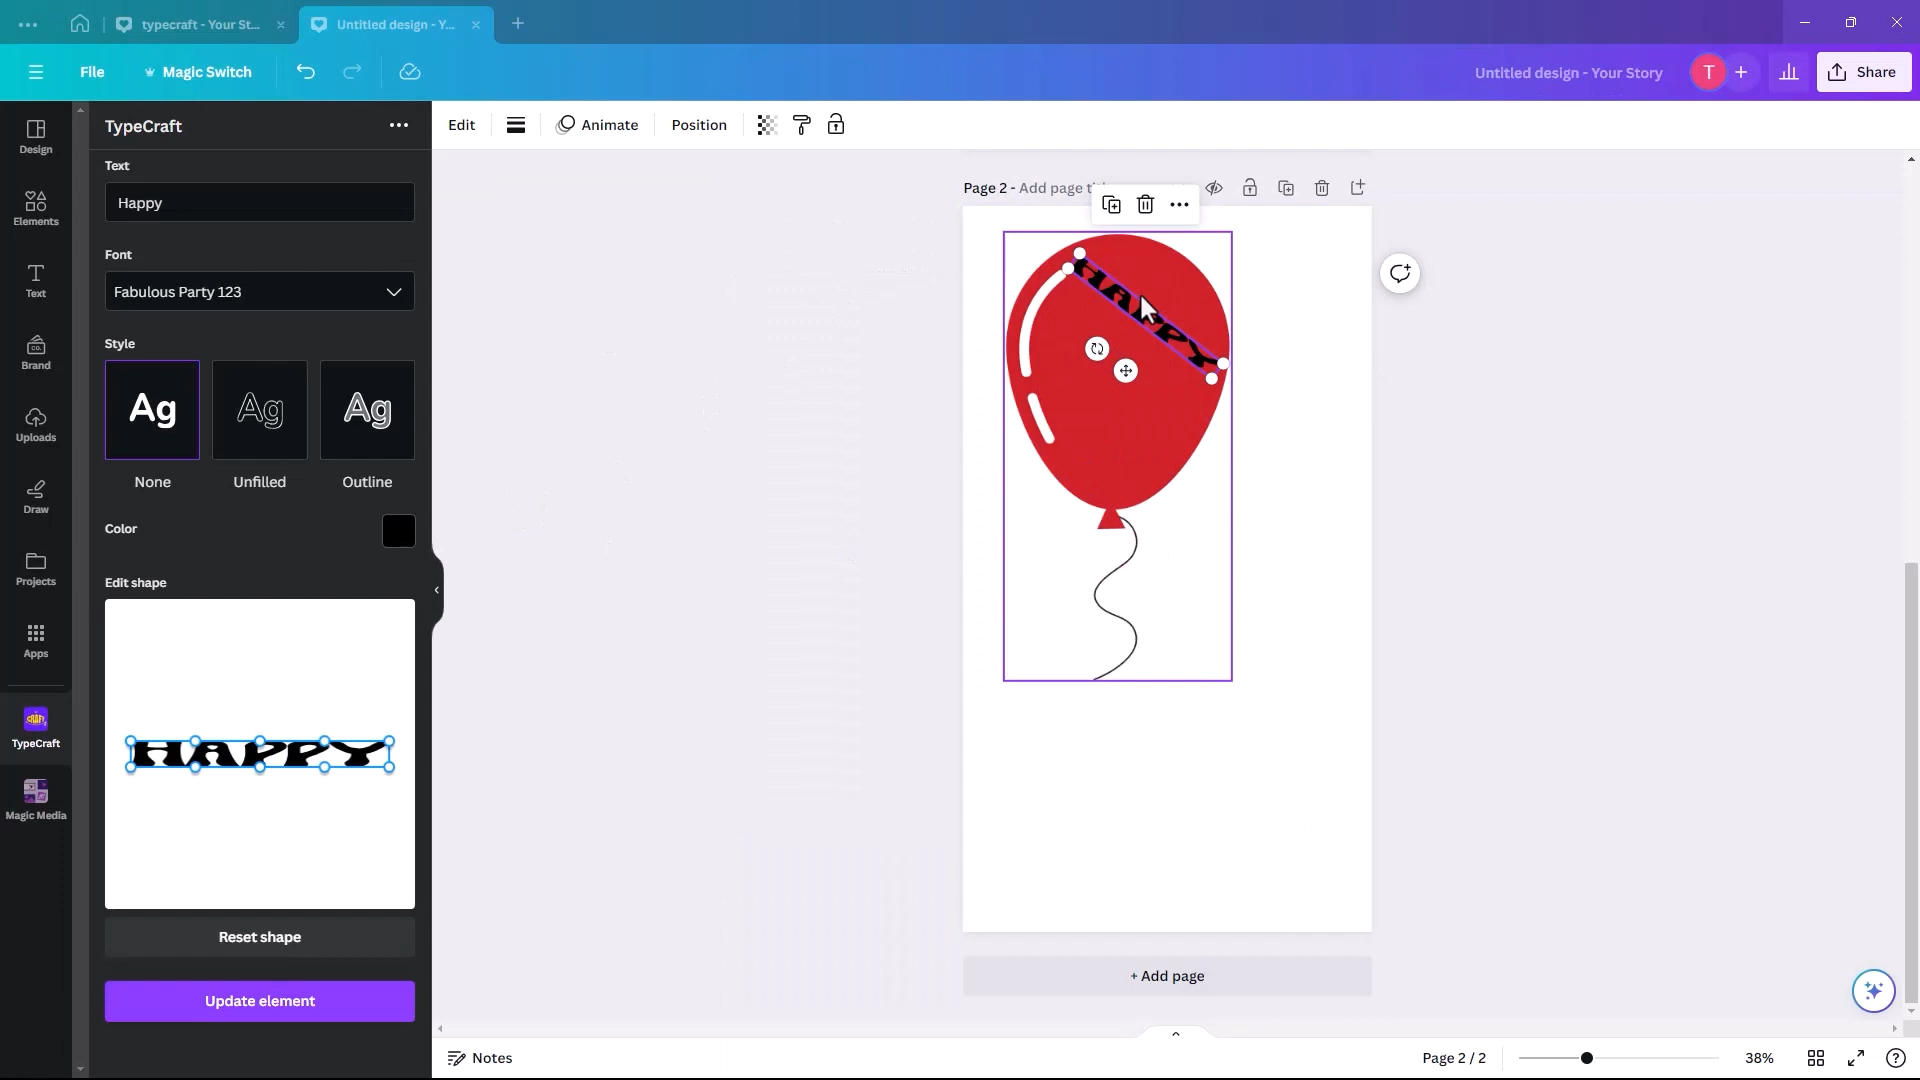 typecraft - Your St...
Untitled design - Y...
File
Magic Switch
Untitled design - Your Story
T
Share
Design
Elements
Text
Brand
Uploads
Draw
Projects
Apps
TypeCraft
Magic Media
TypeCraft
Text
Happy
Font
Fabulous Party 123
Style
Ag
Ag
Ag
None
Unfilled
Outline
Color
Edit shape
HAPPY
Reset shape
Update element
Edit
Animate
Position
Page 2 - Add page
HAPPY
+ Add page
Notes
Page 2 / 2
38%